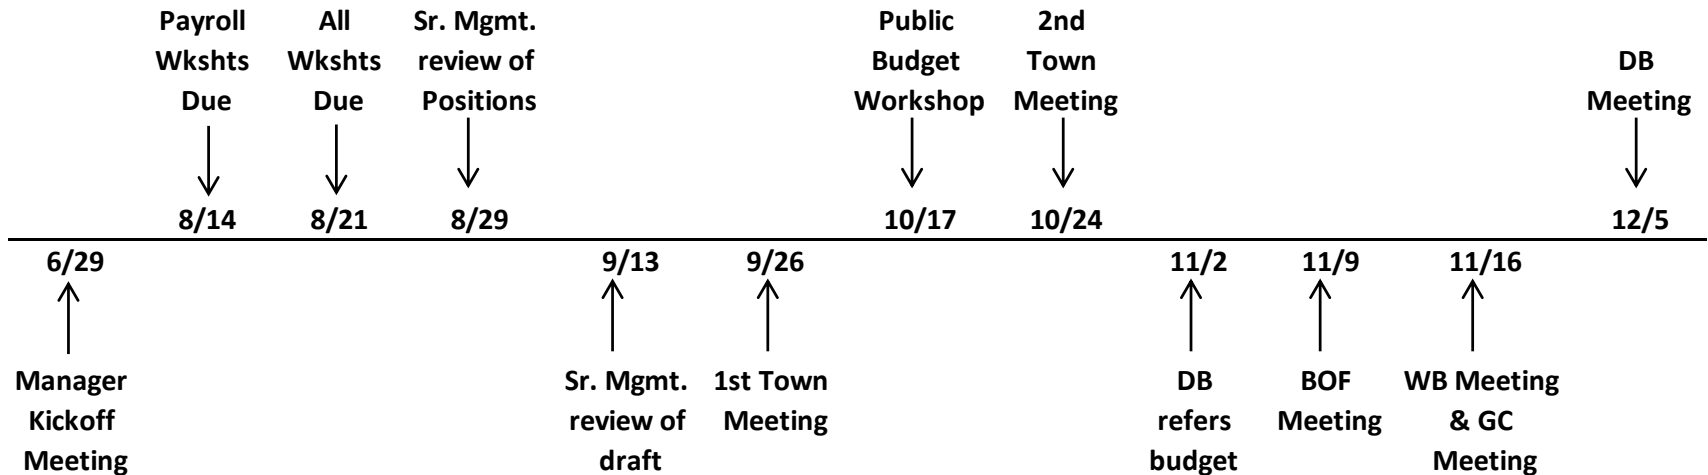 Payroll All Sr. Mgmt. Public 2nd
Wkshts Wkshts review of Budget Town DB
Due Due Positions Workshop Meeting Meeting
8/14 8/21 8/29 10/17 10/24 12/5
6/29 9/13 9/26 11/2 11/9 11/16
Manager Sr. Mgmt. 1st Town DB BOF WB Meeting
Kickoff review of Meeting refers Meeting & GC
Meeting draft budget Meeting